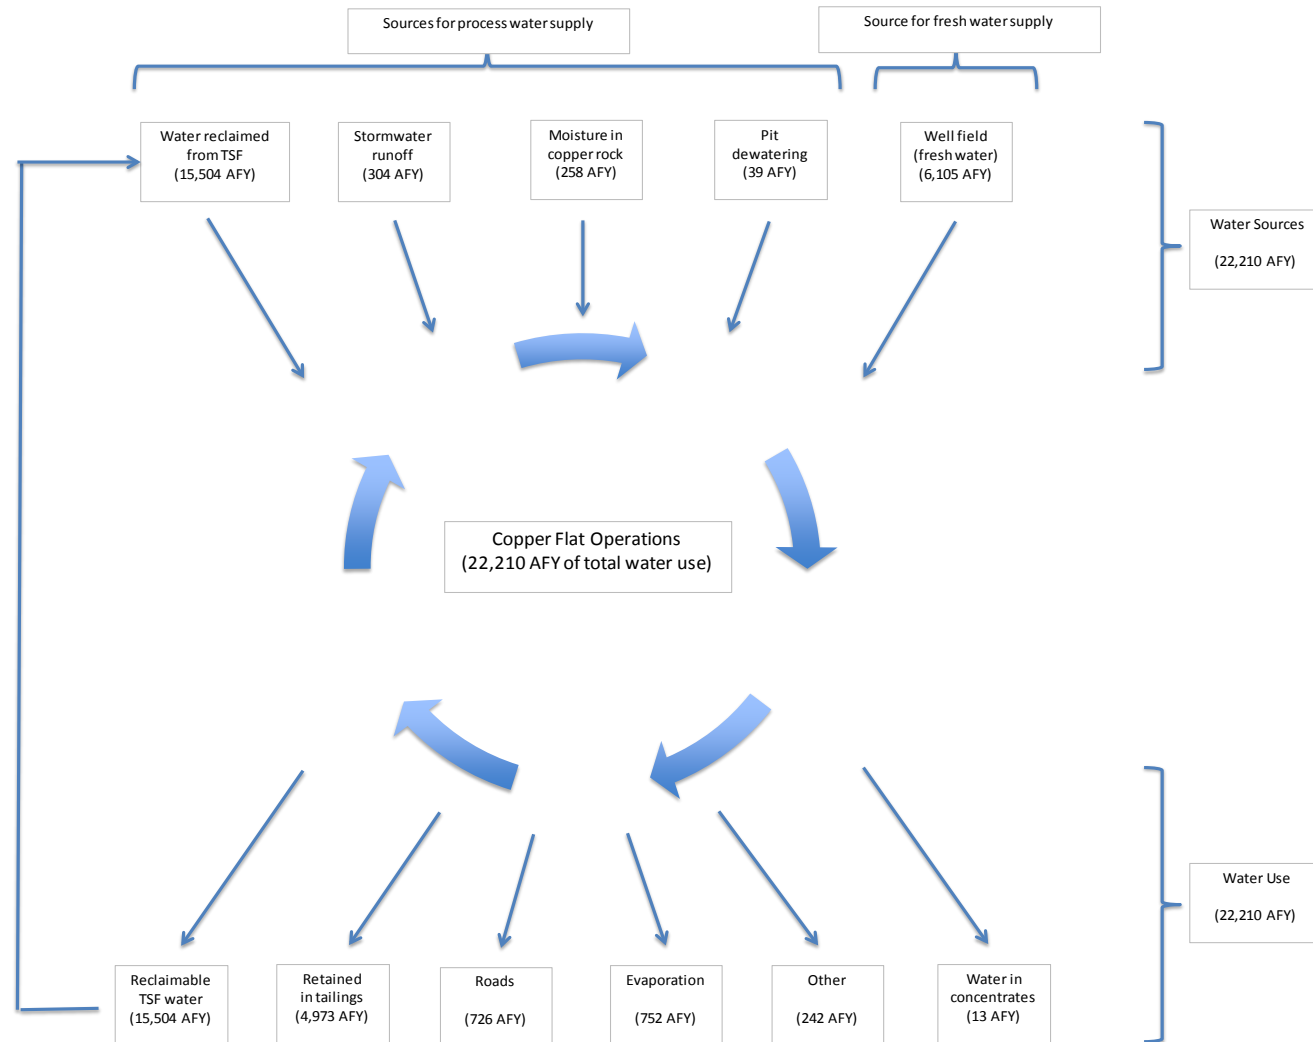 Sources for process water supply
Source for fresh water supply
Water reclaimed
from TSF
(15,504 AFY)
Stormwater
runoff
(304 AFY)
Moisture in
copper rock
(258 AFY)
Pit
dewatering
(39 AFY)
Well field
(fresh water)
(6,105 AFY)
Water Sources
(22,210 AFY)
Copper Flat Operations
(22,210 AFY of total water use)
Water Use
(22,210 AFY)
Reclaimable
TSF water
(15,504 AFY)
Retained
in tailings
(4,973 AFY)
Roads
(726 AFY)
Evaporation
(752 AFY)
Other
(242 AFY)
Water in
concentrates
(13 AFY)